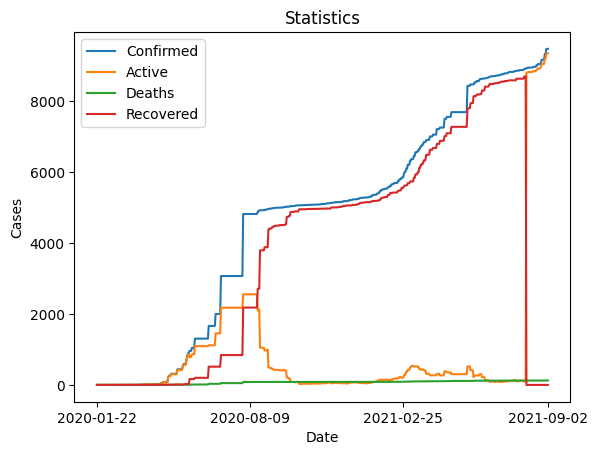 Statistics
Confirmed
Active
Deaths
Recovered
Cases
8000
6000
4000
2000
0
2020-01-22
2020-08-09
2021-02-25
2021-09-02
Date